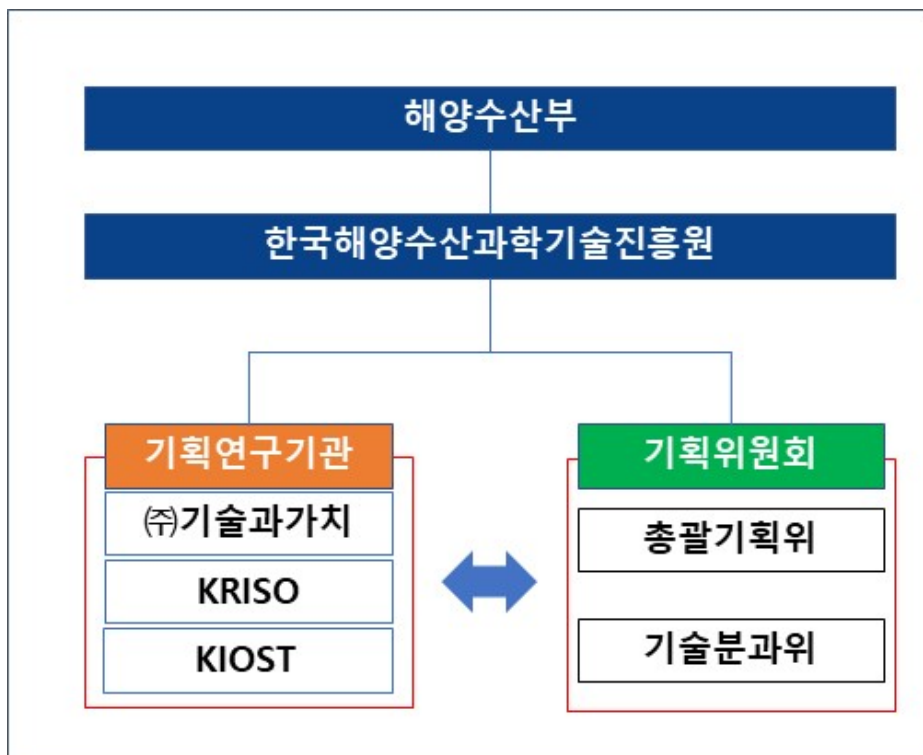 해양수산부
한국해양수산과학기술진흥원
기획연구기관
㈜기술과가치
KRISO
KIOST
기획위원회
총괄기획위
기술분과위